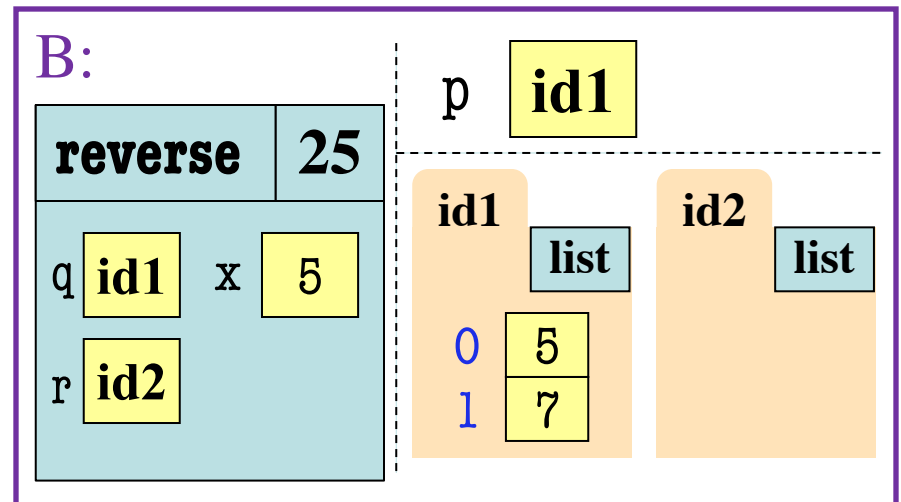 B:
reverse 25
q id1 x 5
r id2
p id1
id1
list
0 5
1 7
id2
list